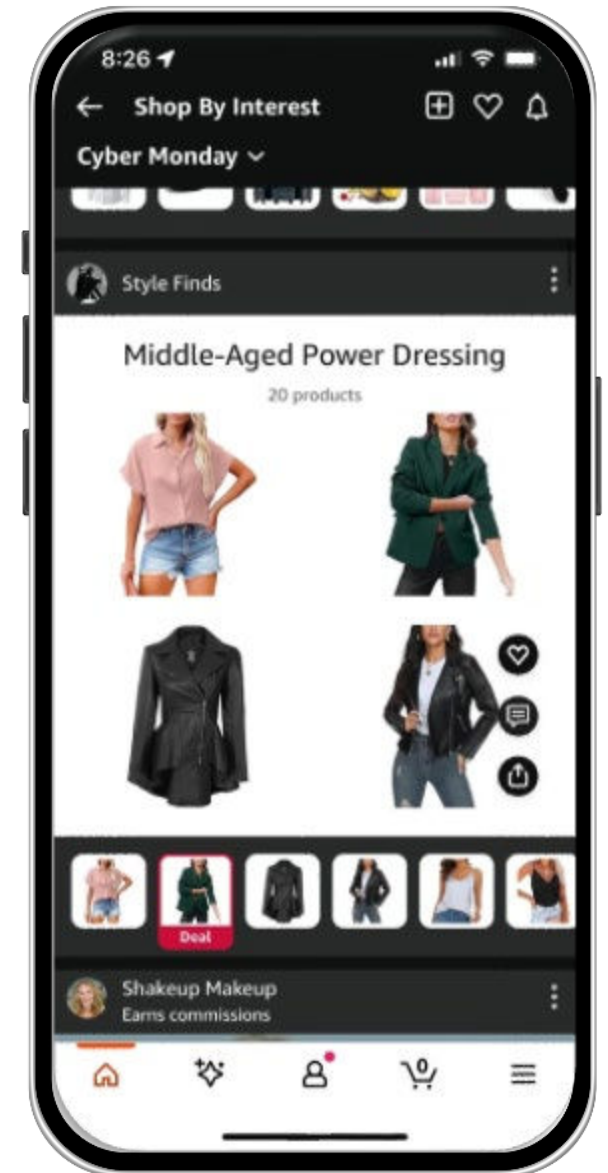 8:26
Shop By Interest
Cyber Monday
Style Finds
Middle-Aged Power Dressing
20 products
Deal
Shakeup Makeup
Earns commissions
0